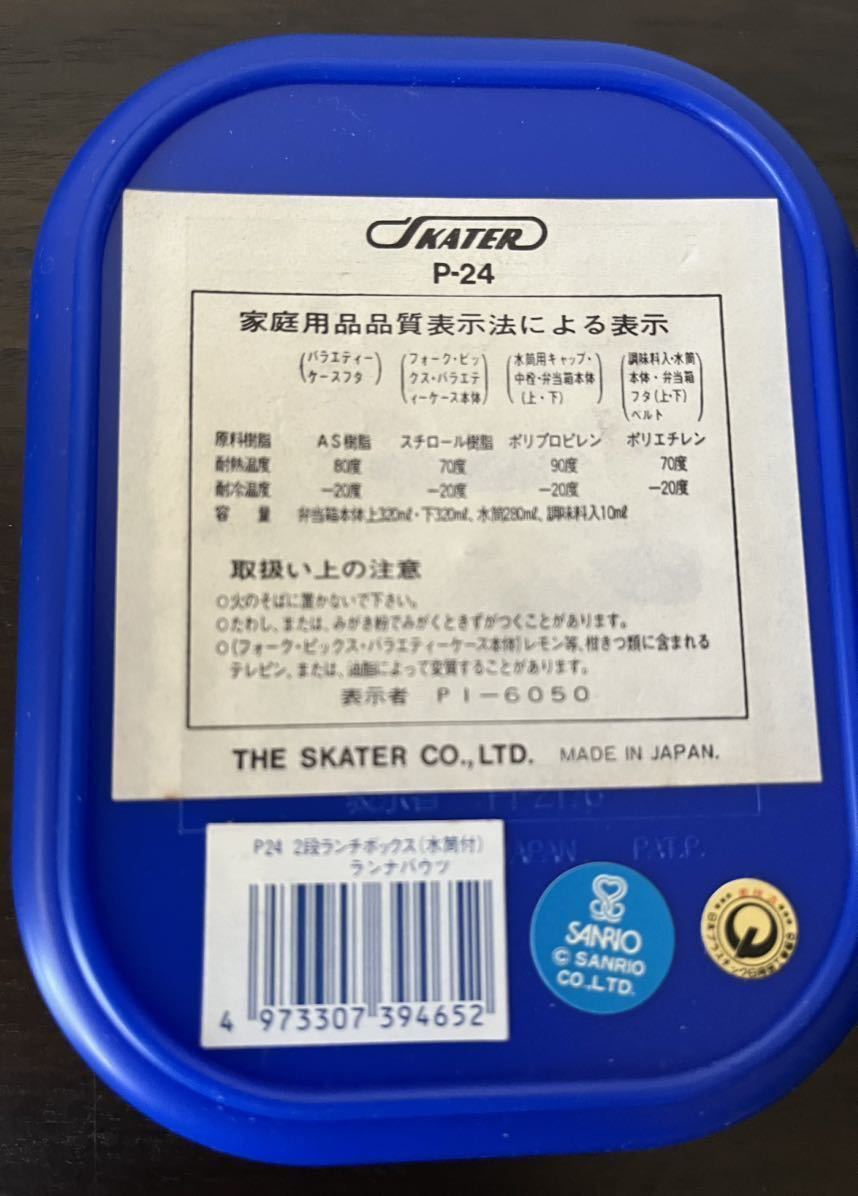 SKATER
P-24
家庭用品品質表示法による表示
(バラエティーケースフタ)
(フォーク・ピックス・バラエティーケース本体)
(水筒用キャップ・中栓・弁当箱本体(上・下))
(調味料入・水筒本体・弁当箱フタ(上・下)ベルト)
原料樹脂 AS樹脂 スチロール樹脂 ポリプロピレン ポリエチレン
耐熱温度 80度 70度 90度 70度
耐冷温度 −20度 −20度 −20度 −20度
容量 弁当箱本体上320㎖・下320㎖、水筒280㎖、調味料入10㎖
取扱い上の注意
○火のそばに置かないで下さい。
○たわし、または、みがき粉でみがくときずがつくことがあります。
○(フォーク・ピックス・バラエティーケース本体)レモン等、柑きつ類に含まれる
テレピン、または、油脂によって変質することがあります。
表示者 PI−6050
THE SKATER CO.,LTD. MADE IN JAPAN.
表示者
JAPAN PAT.P.
P24 2段ランチボックス(水筒付)
ランナバウツ
4 973307 394652
SANRIO
© SANRIO
CO.,LTD.